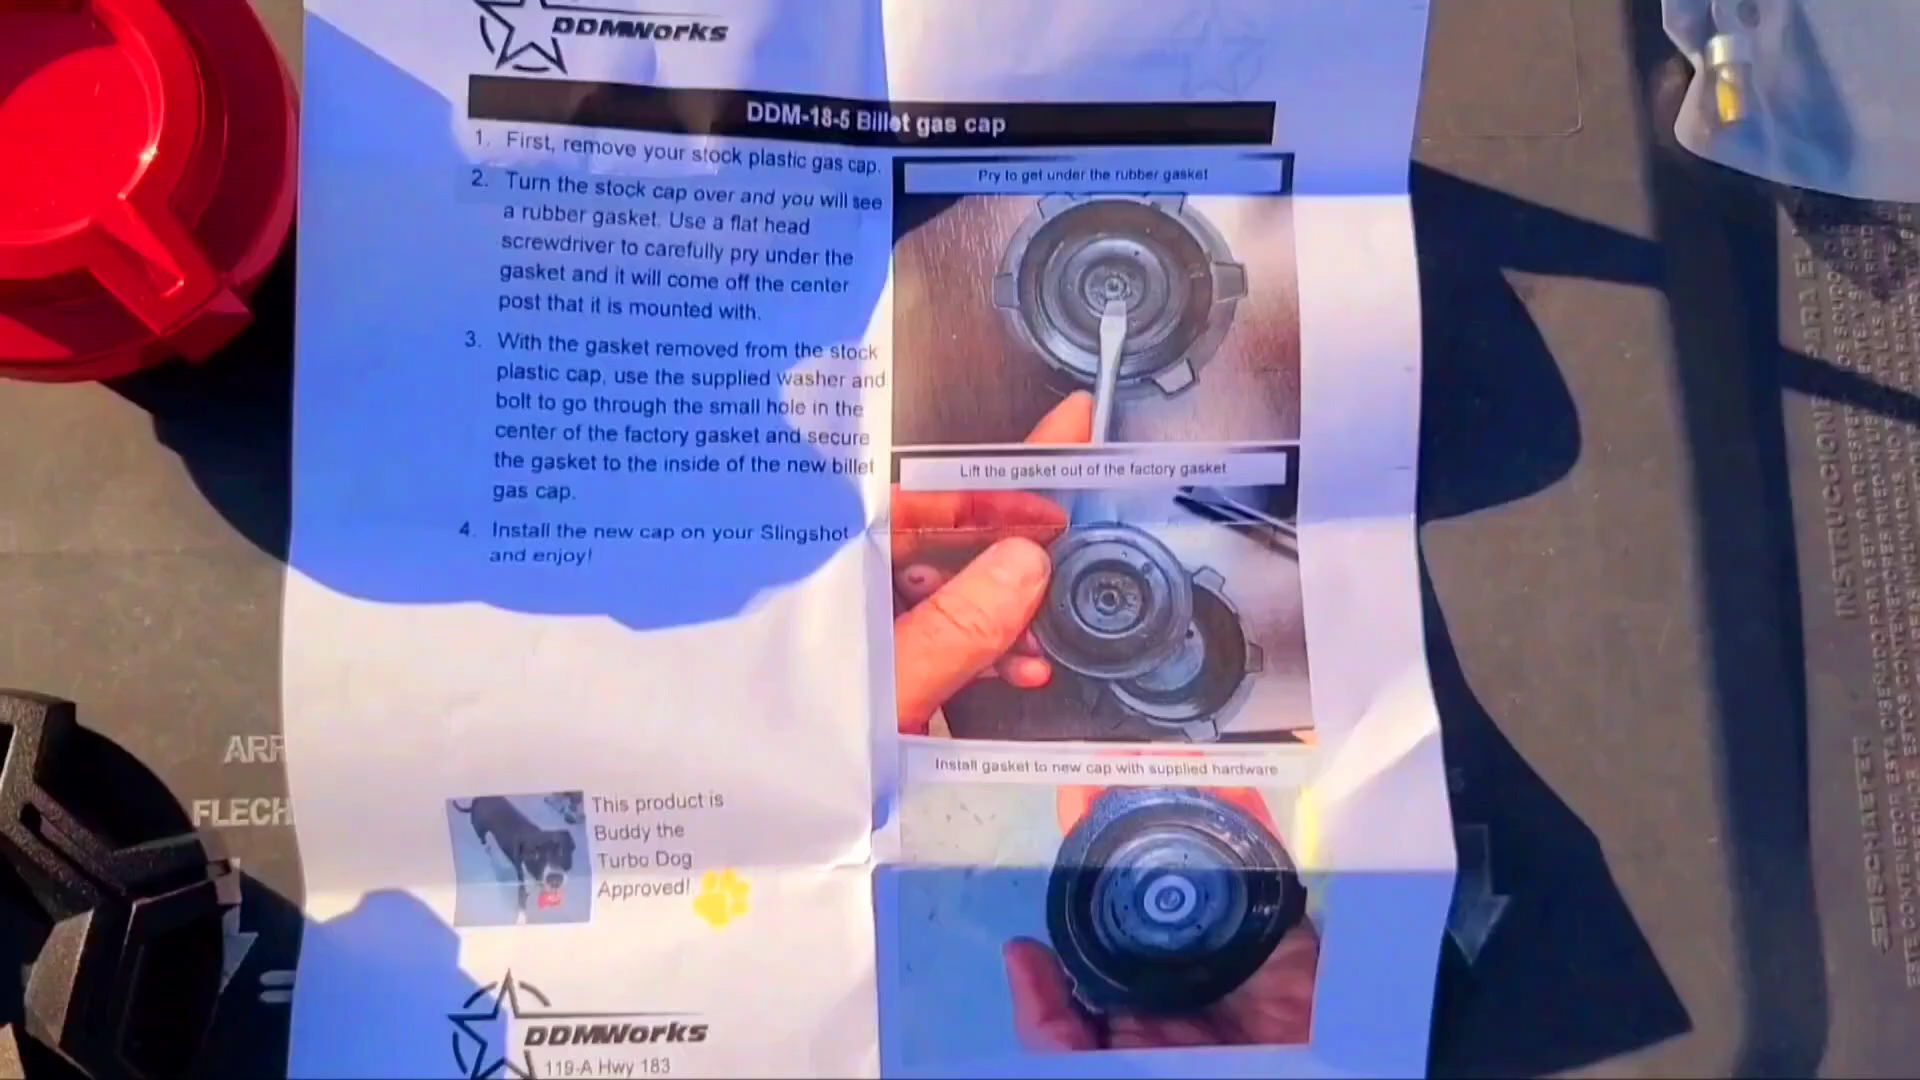 DDMWorks
DDM-18-5 Billet gas cap
1. First, remove your stock plastic gas cap.
2. Turn the stock cap over and you will see
a rubber gasket. Use a flat head
screwdriver to carefully pry under the
gasket and it will come off the center
post that it is mounted with.
3. With the gasket removed from the stock
plastic cap, use the supplied washer and
bolt to go through the small hole in the
center of the factory gasket and secure
the gasket to the inside of the new billet
gas cap.
4. Install the new cap on your Slingshot
and enjoy!
Pry to get under the rubber gasket
Lift the gasket out of the factory gasket
Install gasket to new cap with supplied hardware
This product is
Buddy the
Turbo Dog
Approved!
DDMWorks
119-A Hwy 183
ARR
FLECH
INSTRUCCIONE PARA EL
SSISCHAEFER